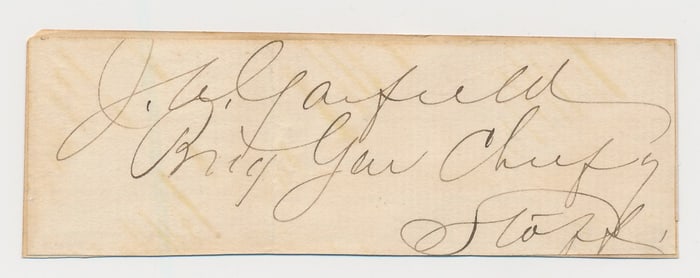 J. A. Garfield
Brig Gen Chief of
Staff.